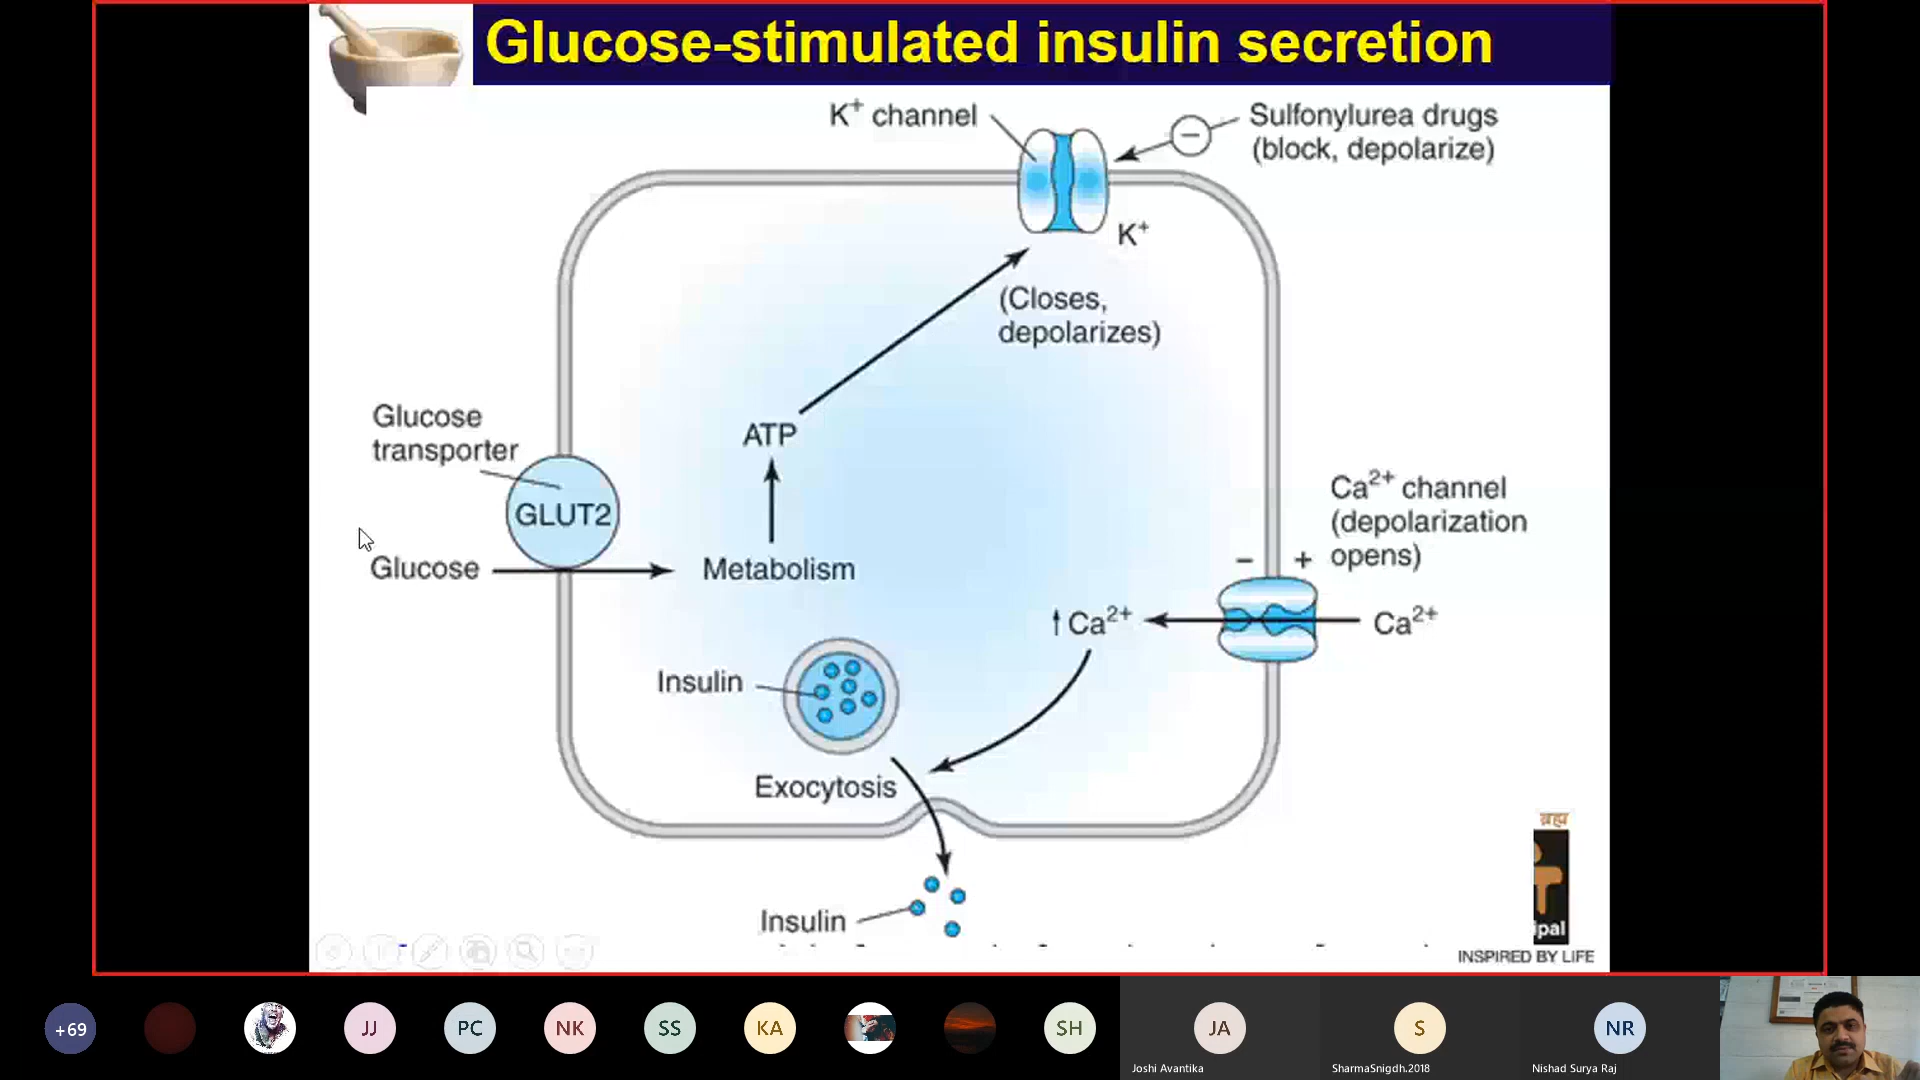 Glucose-stimulated insulin secretion
K⁺ channel
Sulfonylurea drugs
(block, depolarize)
−
K⁺
(Closes,
depolarizes)
Glucose
transporter
ATP
GLUT2
Ca²⁺ channel
(depolarization
opens)
− +
Glucose
Metabolism
↑Ca²⁺
Ca²⁺
Insulin
Exocytosis
Insulin
ब्रह्म
ipal
INSPIRED BY LIFE
+69
JJ
PC
NK
SS
KA
SH
JA
S
NR
Joshi Avantika
SharmaSnigdh.2018
Nishad Surya Raj